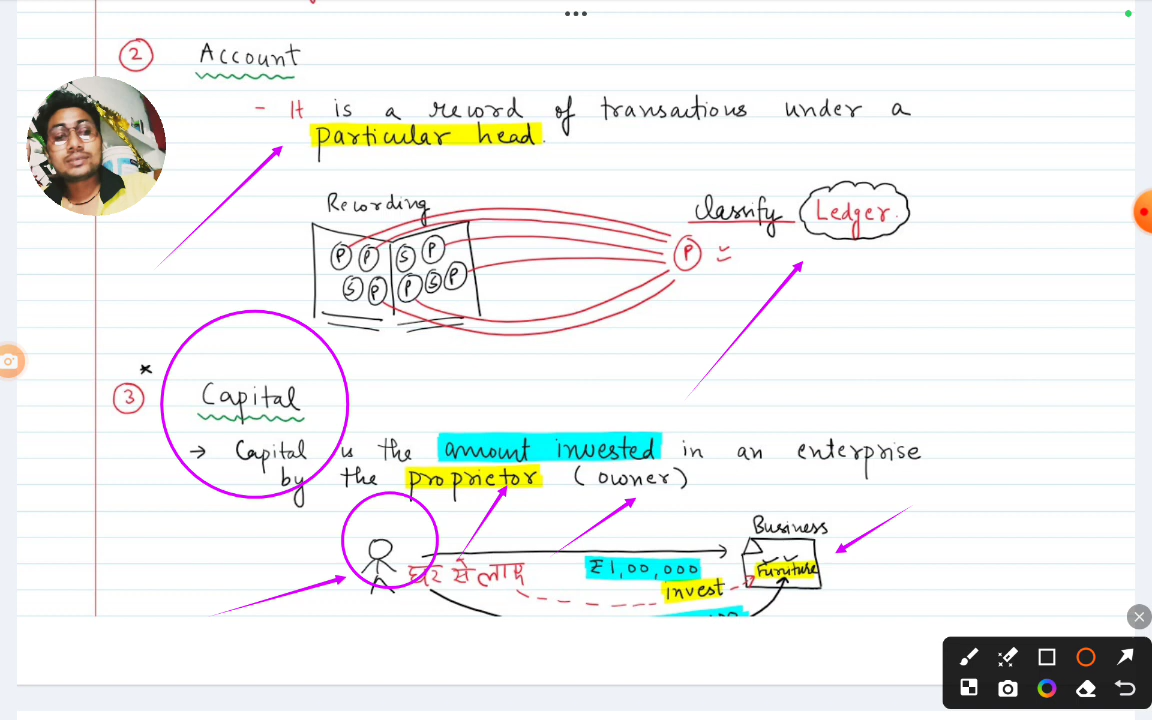 2 Account
- It is a record of transactions under a
particular head.
Recording
classify Ledger.
P P S P
P
S P P S P
*
3 Capital
→ Capital is the amount invested in an enterprise
by the proprietor (owner)
Business
घर से लाए ₹1,00,000 Furniture
invest